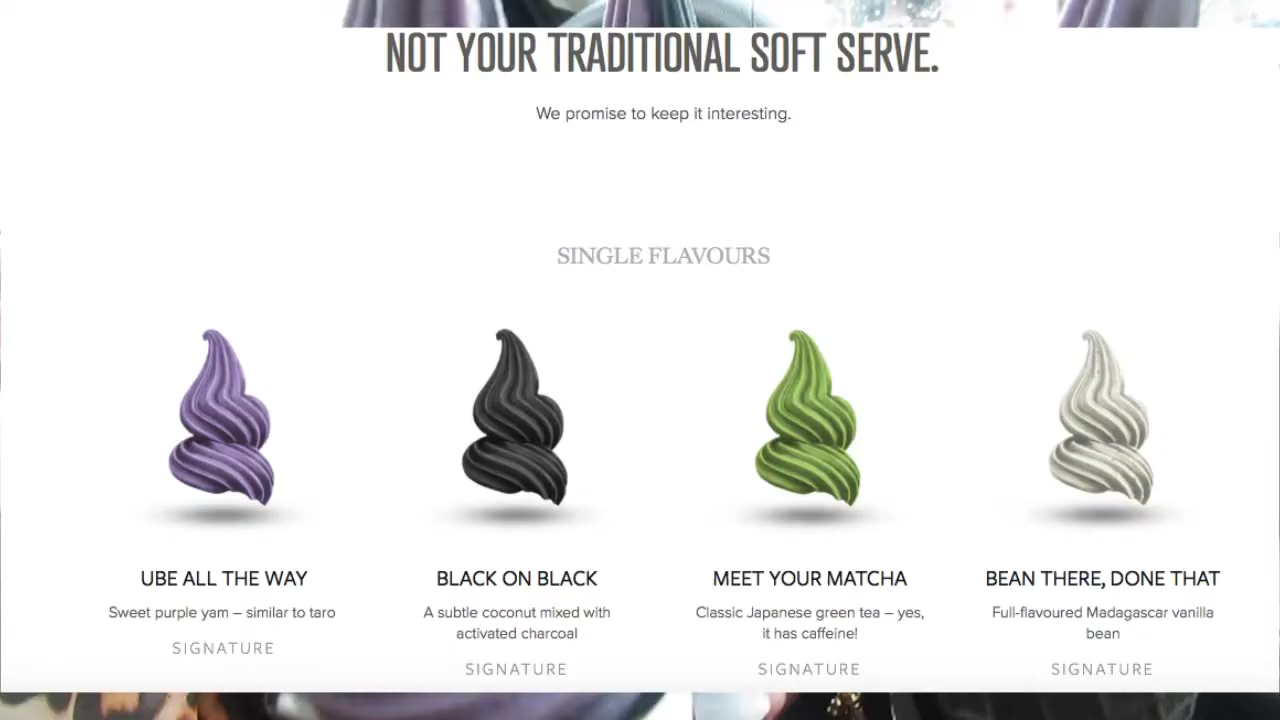 NOT YOUR TRADITIONAL SOFT SERVE.
We promise to keep it interesting.
SINGLE FLAVOURS
UBE ALL THE WAY
Sweet purple yam – similar to taro
SIGNATURE
BLACK ON BLACK
A subtle coconut mixed with
activated charcoal
SIGNATURE
MEET YOUR MATCHA
Classic Japanese green tea – yes,
it has caffeine!
SIGNATURE
BEAN THERE, DONE THAT
Full-flavoured Madagascar vanilla
bean
SIGNATURE